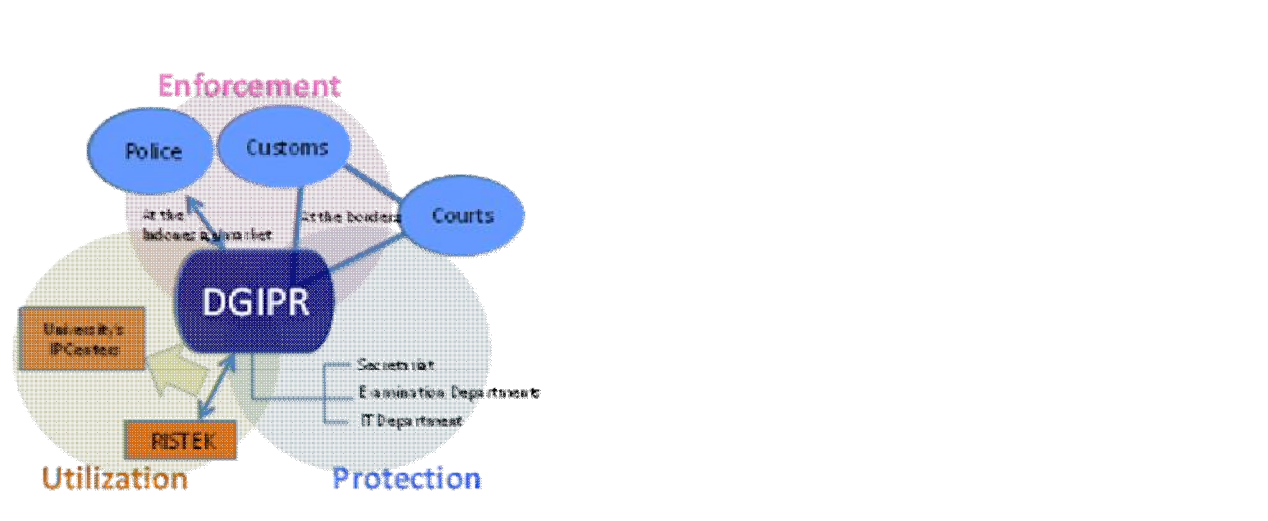 Enforcement
Police
Customs
Courts
At the
Indonesian market
At the borders
DGIPR
University's
IP Centers
Secretariat
Examination Departments
IT Department
RISTEK
Utilization
Protection